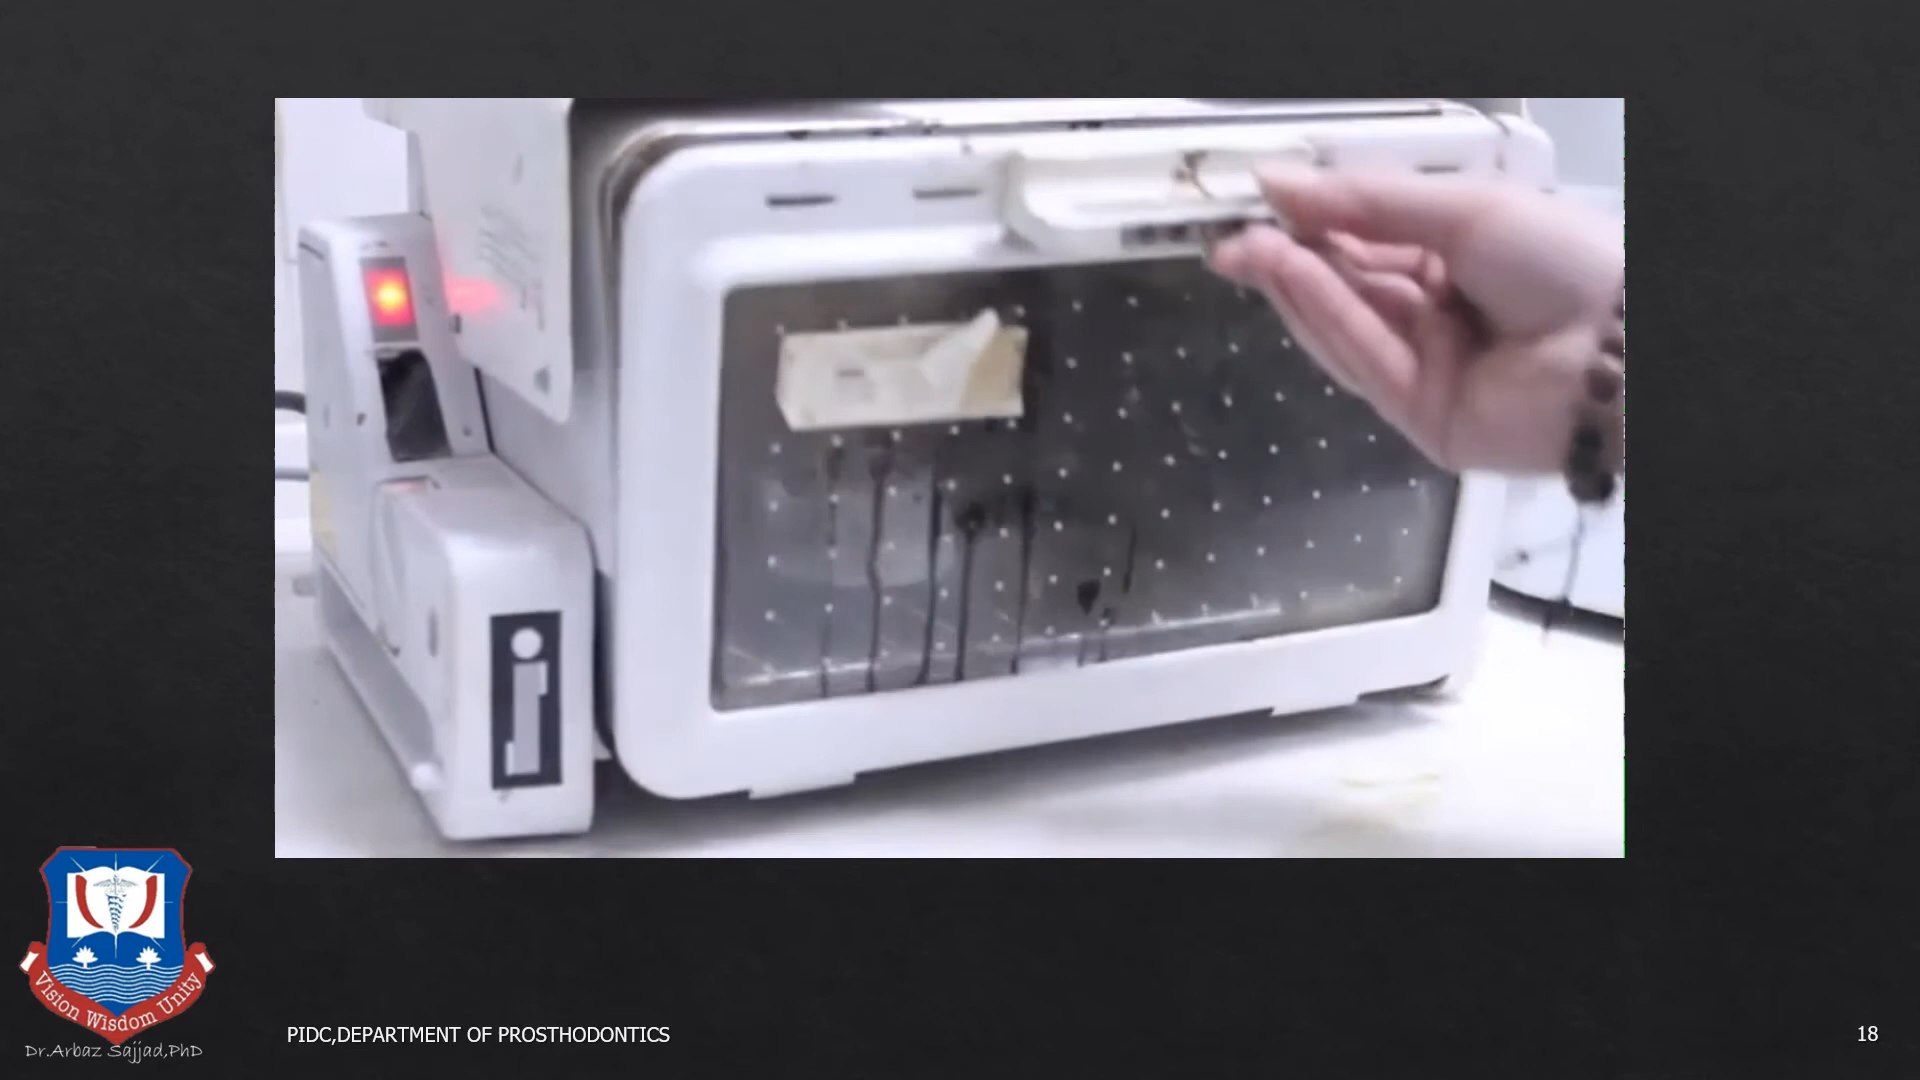 Vision Wisdom Unity
Dr.Arbaz Sajjad,PhD
PIDC,DEPARTMENT OF PROSTHODONTICS
18